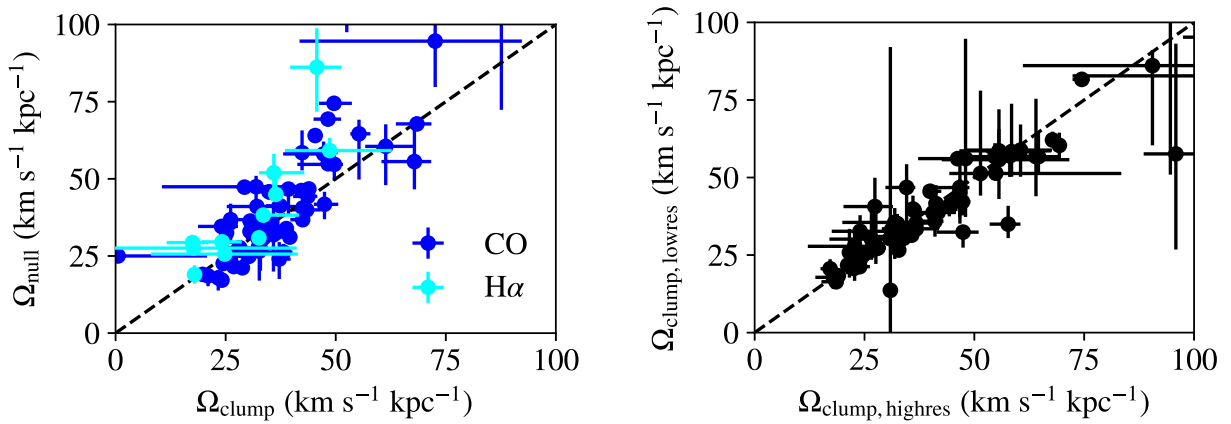 100
75
50
25
0
Ω_null (km s⁻¹ kpc⁻¹)
0 25 50 75 100
Ω_clump (km s⁻¹ kpc⁻¹)
CO
Hα
100
75
50
25
0
Ω_clump,lowres (km s⁻¹ kpc⁻¹)
0 25 50 75 100
Ω_clump,highres (km s⁻¹ kpc⁻¹)